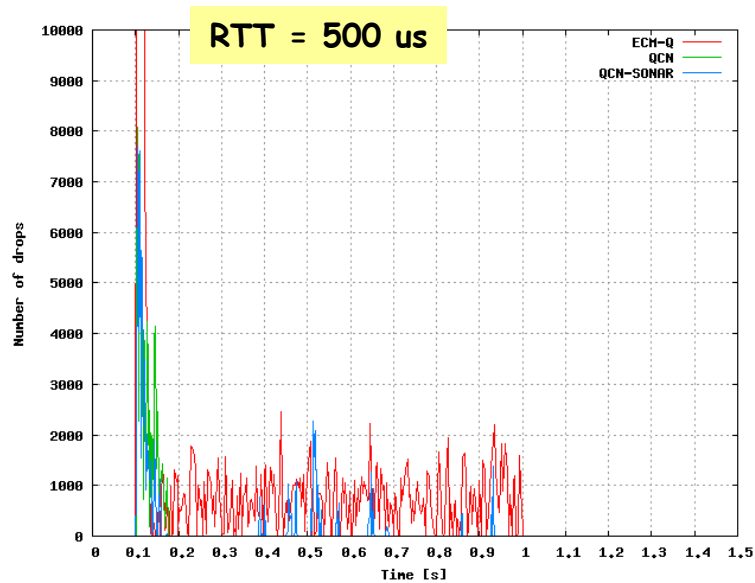 RTT = 500 us
ECM-Q
QCN
QCN-SONAR
10000
9000
8000
7000
6000
5000
4000
3000
2000
1000
0
Number of drops
0 0.1 0.2 0.3 0.4 0.5 0.6 0.7 0.8 0.9 1 1.1 1.2 1.3 1.4 1.5
Time [s]